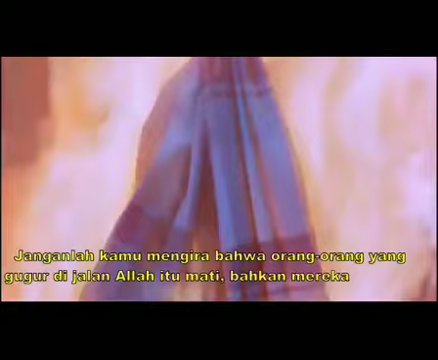 Janganlah kamu mengira bahwa orang-orang yang
gugur di jalan Allah itu mati, bahkan mereka